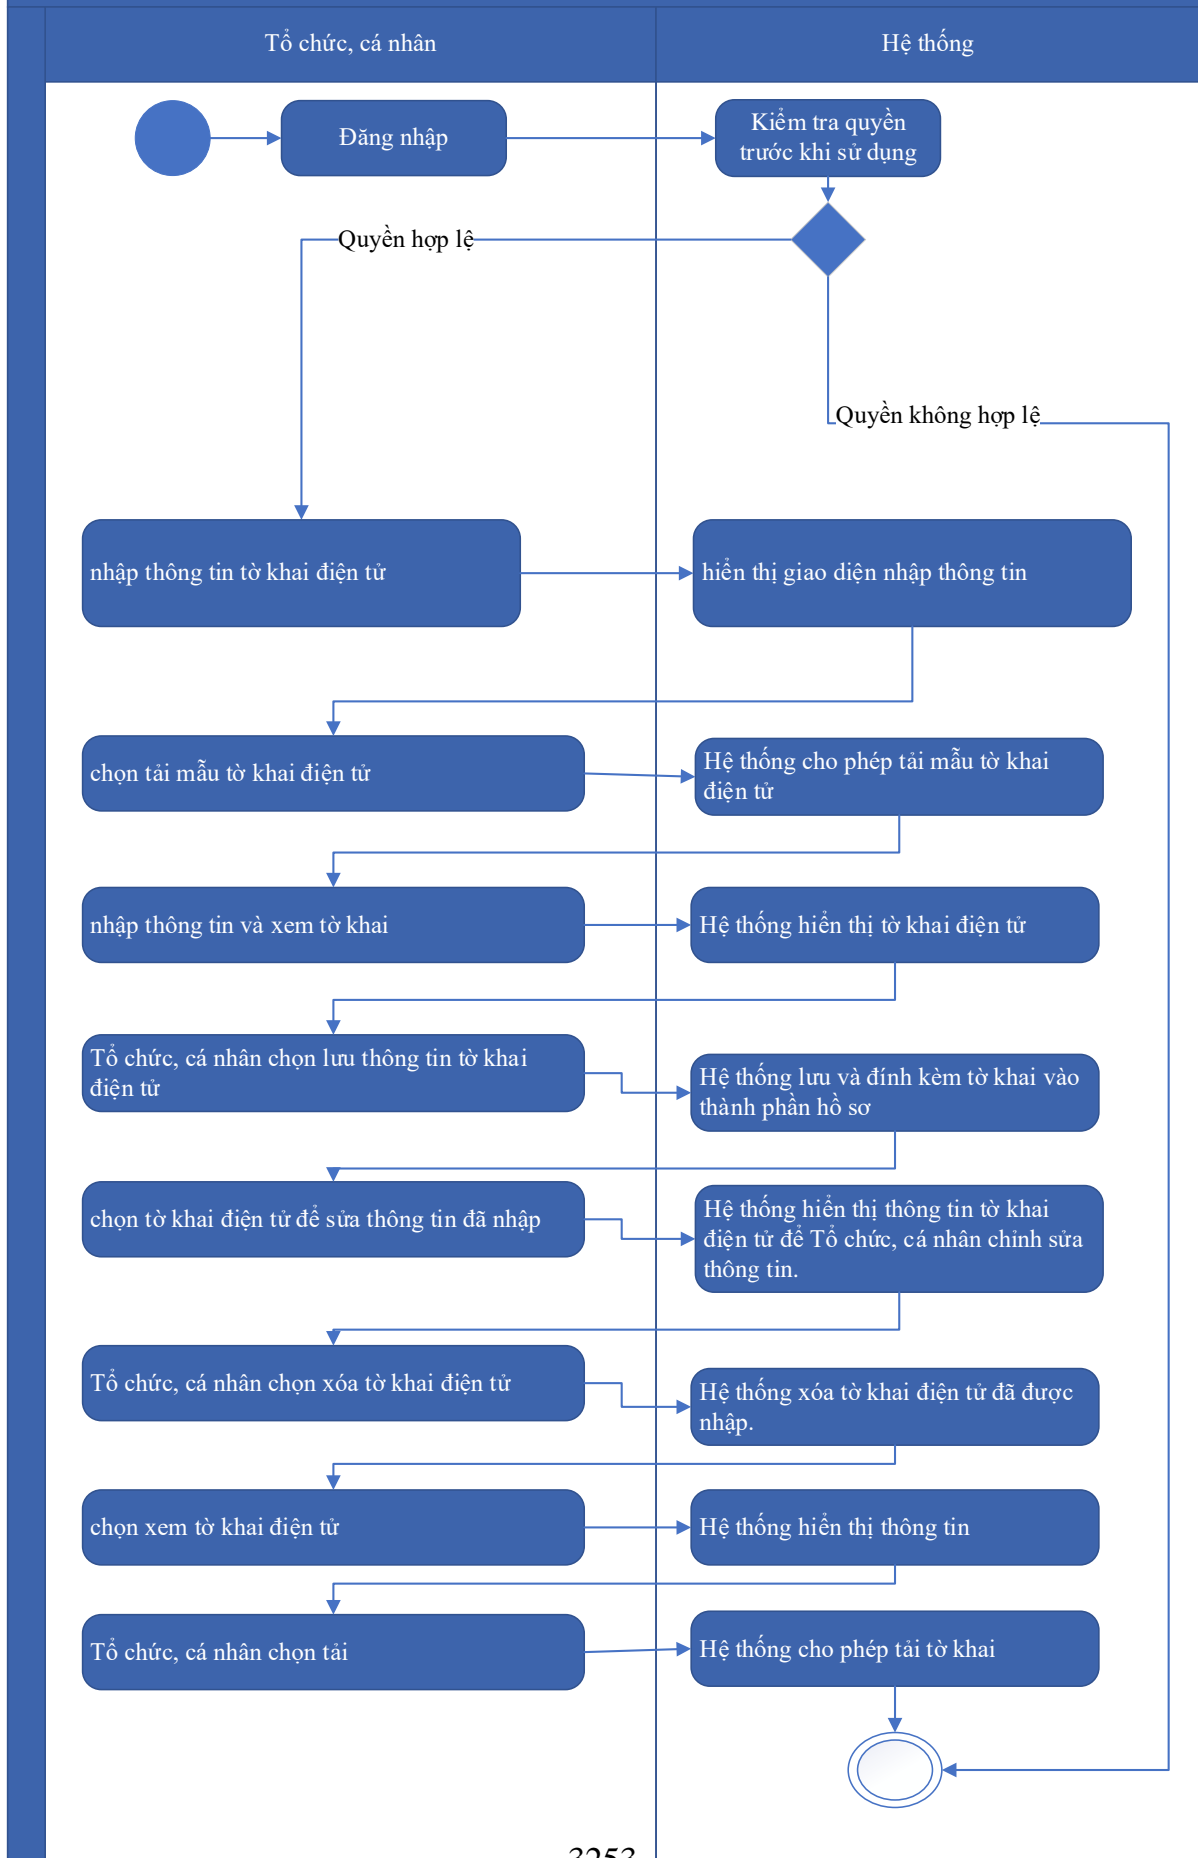 Tổ chức, cá nhân
Hệ thống
Đăng nhập
Kiểm tra quyền
trước khi sử dụng
Quyền hợp lệ
Quyền không hợp lệ
nhập thông tin tờ khai điện tử
hiển thị giao diện nhập thông tin
chọn tải mẫu tờ khai điện tử
Hệ thống cho phép tải mẫu tờ khai
điện tử
nhập thông tin và xem tờ khai
Hệ thống hiển thị tờ khai điện tử
Tổ chức, cá nhân chọn lưu thông tin tờ khai
điện tử
Hệ thống lưu và đính kèm tờ khai vào
thành phần hồ sơ
chọn tờ khai điện tử để sửa thông tin đã nhập
Hệ thống hiển thị thông tin tờ khai
điện tử để Tổ chức, cá nhân chỉnh sửa
thông tin.
Tổ chức, cá nhân chọn xóa tờ khai điện tử
Hệ thống xóa tờ khai điện tử đã được
nhập.
chọn xem tờ khai điện tử
Hệ thống hiển thị thông tin
Tổ chức, cá nhân chọn tải
Hệ thống cho phép tải tờ khai
3253